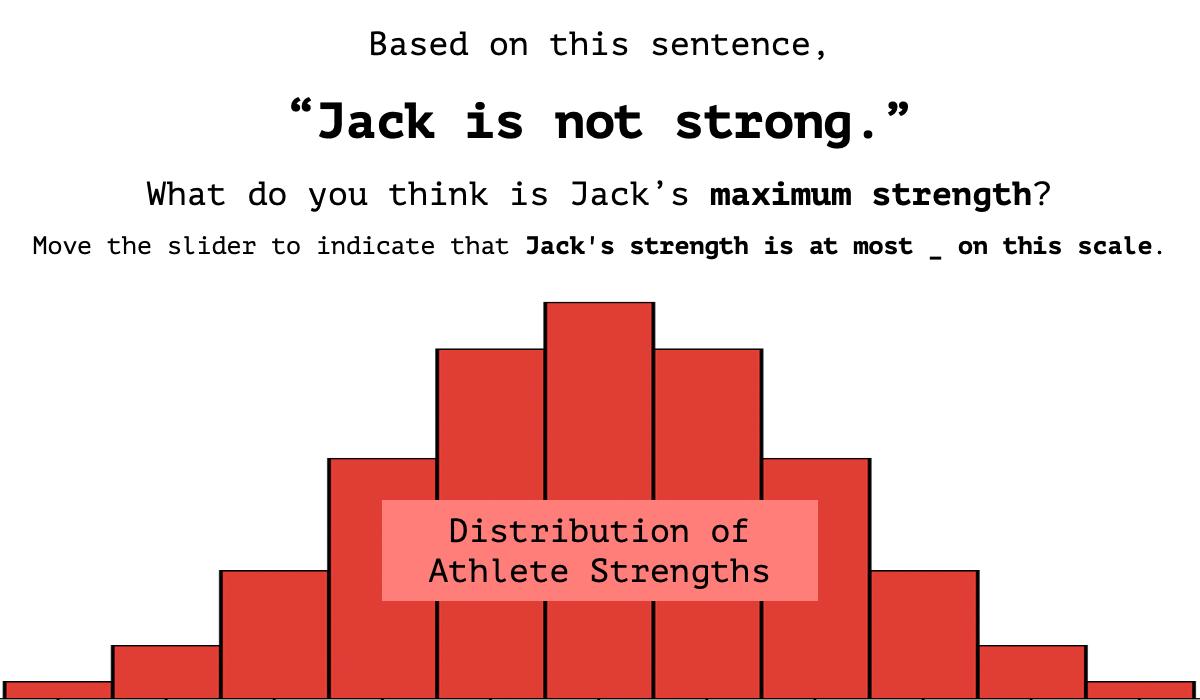 Based on this sentence,
“Jack is not strong.”
What do you think is Jack’s maximum strength?
Move the slider to indicate that Jack's strength is at most _ on this scale.
Distribution of
Athlete Strengths